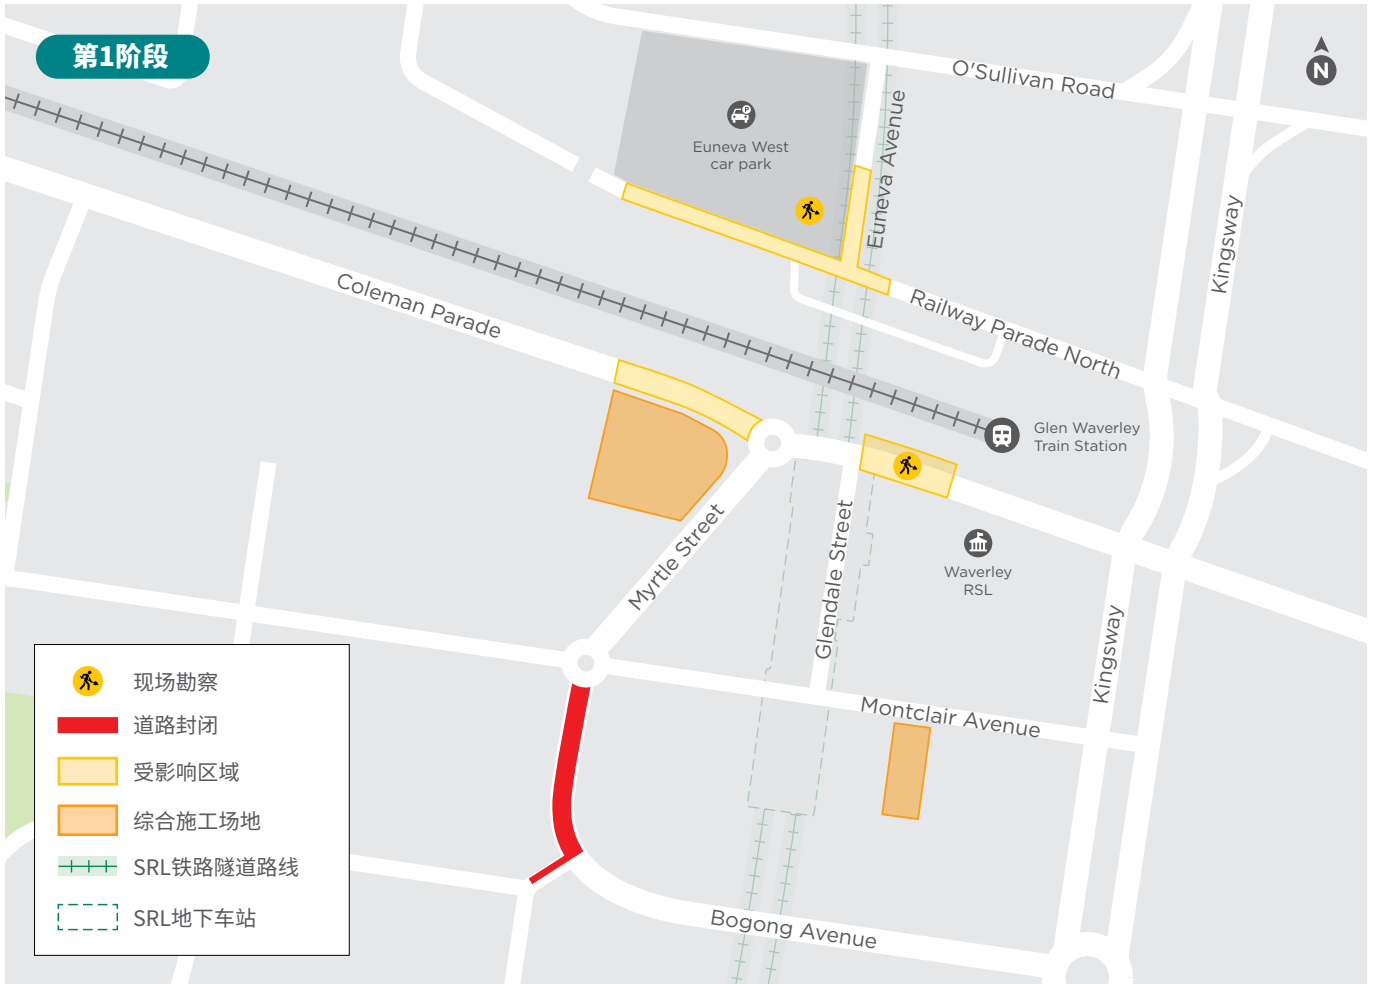 第1阶段
O'Sullivan Road
N
Euneva West
car park
Euneva Avenue
Kingsway
Coleman Parade
Railway Parade North
Glen Waverley
Train Station
Myrtle Street
Glendale Street
Waverley
RSL
Kingsway
Montclair Avenue
Bogong Avenue
现场勘察
道路封闭
受影响区域
综合施工场地
SRL铁路隧道路线
SRL地下车站